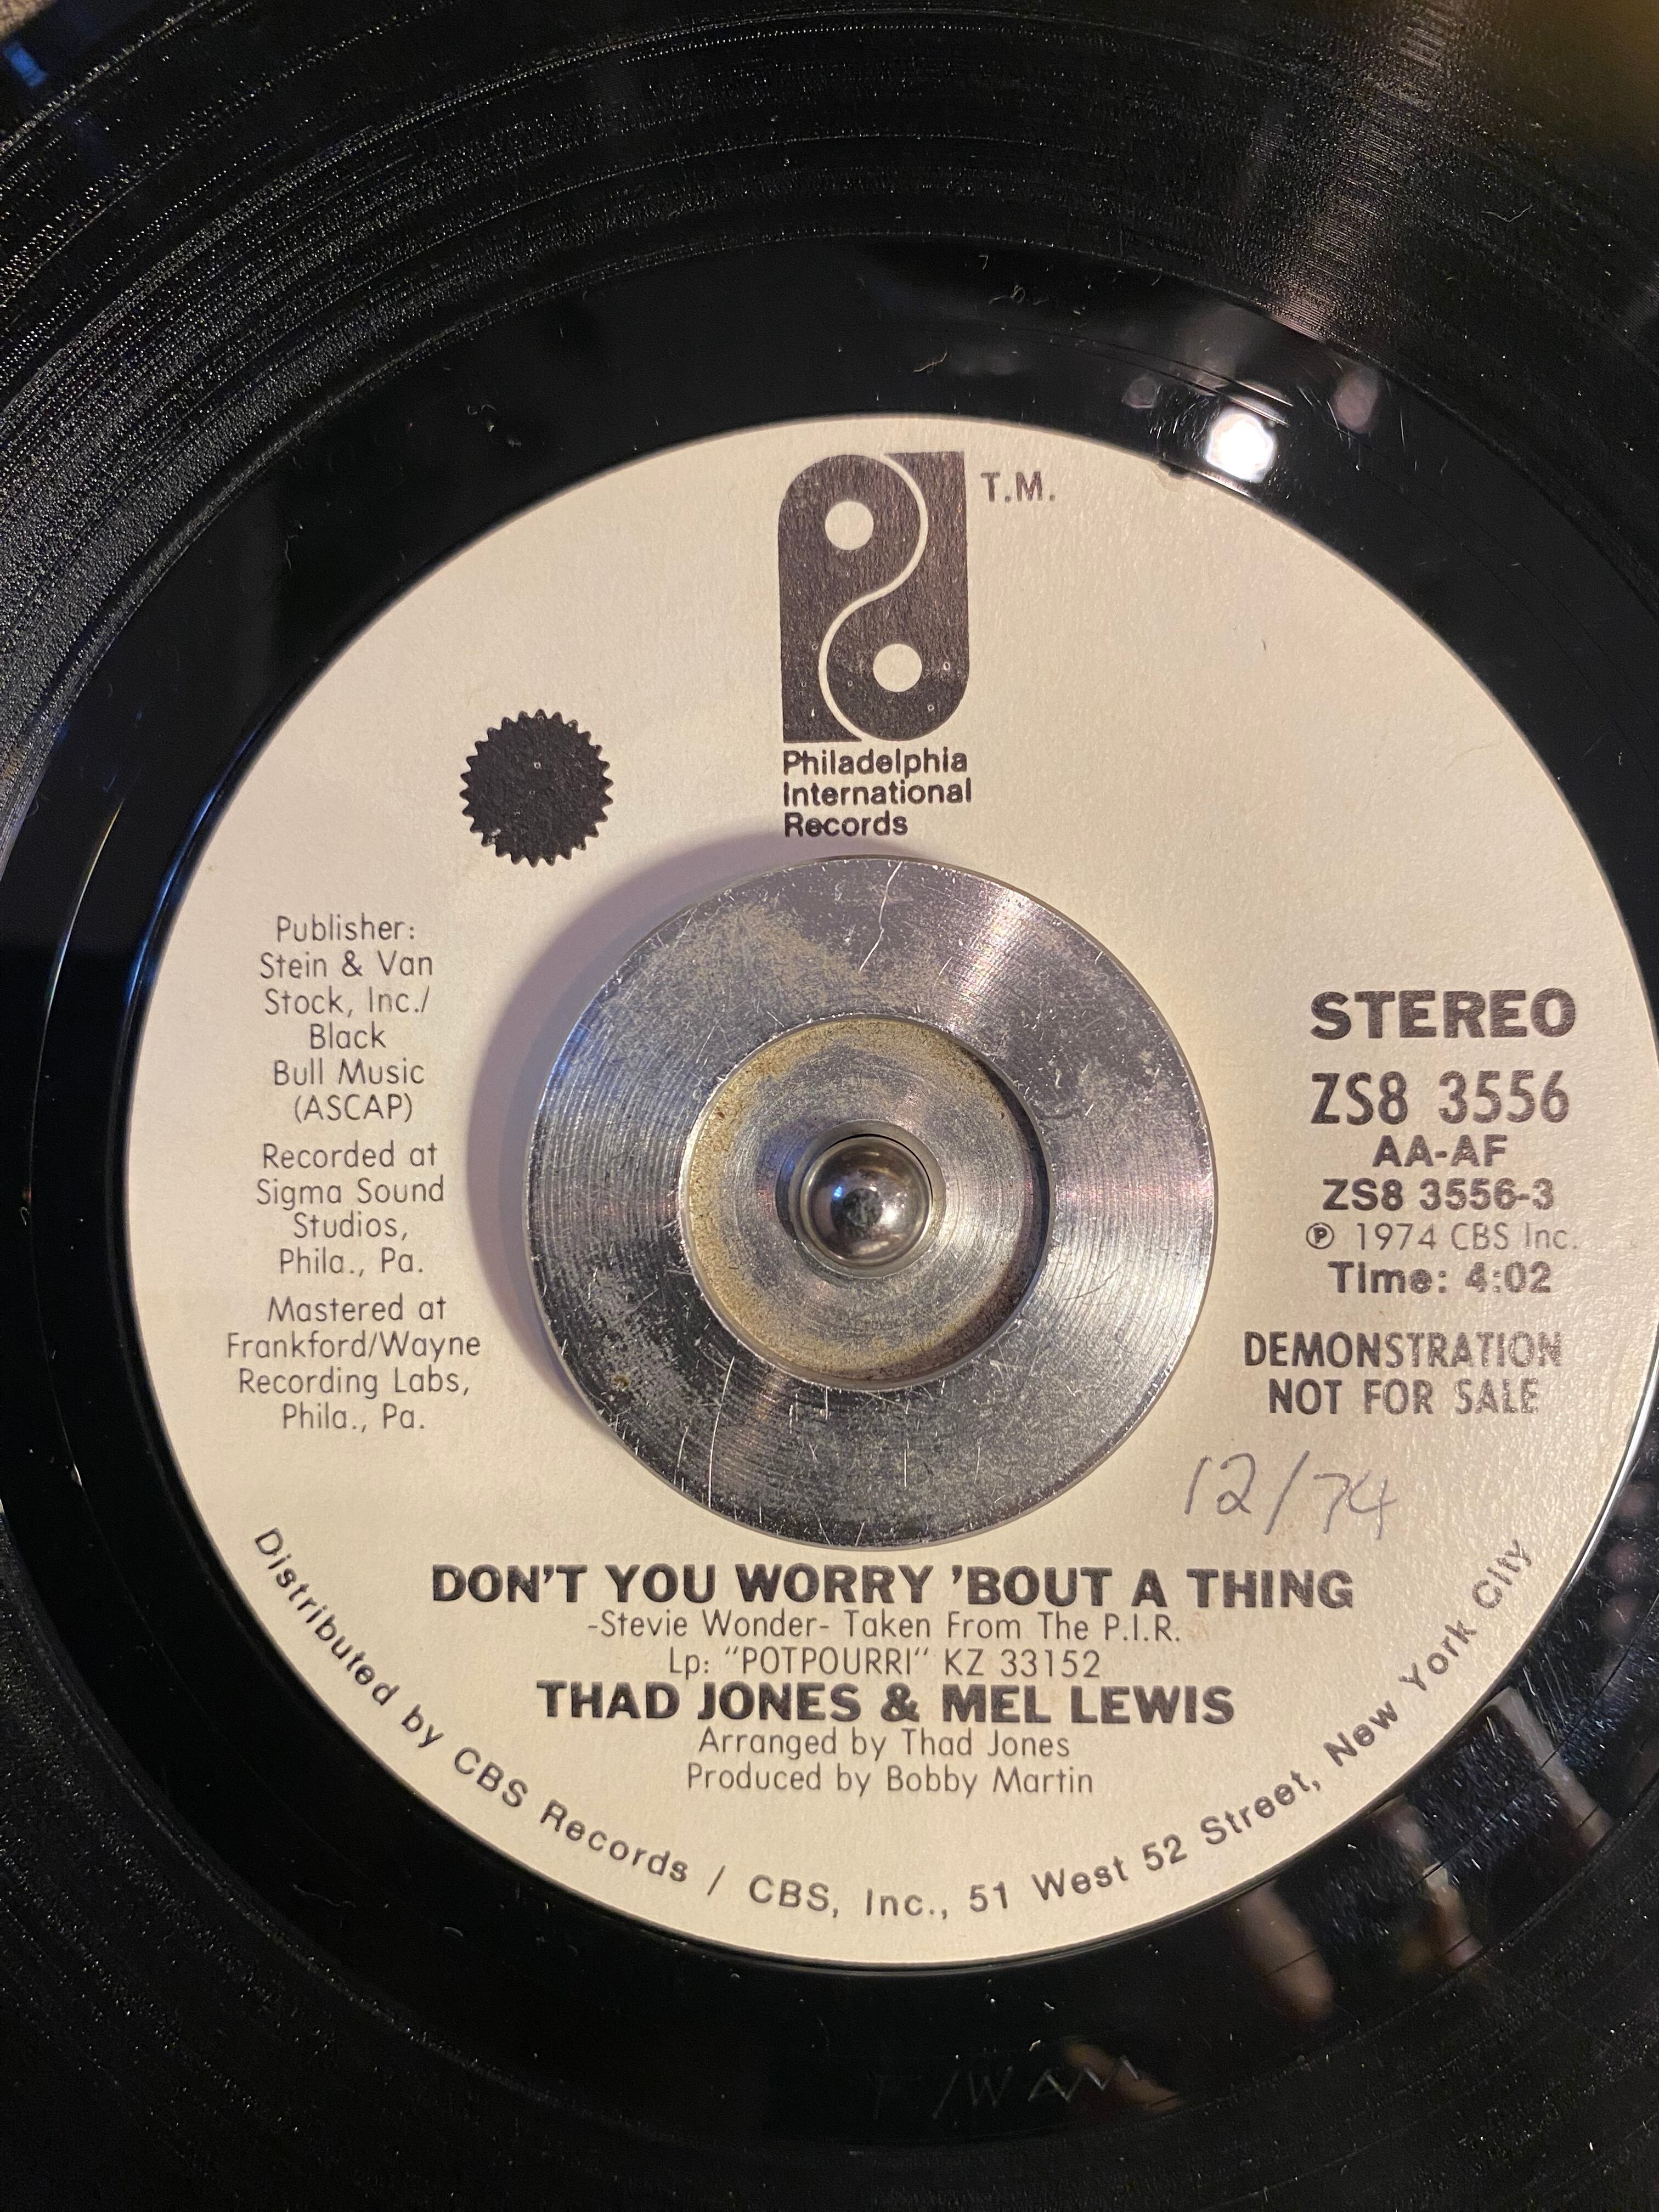 T.M.
Philadelphia
International
Records
Publisher:
Stein & Van
Stock, Inc./
Black
Bull Music
(ASCAP)
Recorded at
Sigma Sound
Studios,
Phila., Pa.
Mastered at
Frankford/Wayne
Recording Labs,
Phila., Pa.
STEREO
ZS8 3556
AA-AF
ZS8 3556-3
℗ 1974 CBS Inc.
Time: 4:02
DEMONSTRATION
NOT FOR SALE
12/74
DON'T YOU WORRY 'BOUT A THING
-Stevie Wonder- Taken From The P.I.R.
Lp: "POTPOURRI" KZ 33152
THAD JONES & MEL LEWIS
Arranged by Thad Jones
Produced by Bobby Martin
Distributed by CBS Records / CBS, Inc., 51 West 52 Street, New York City